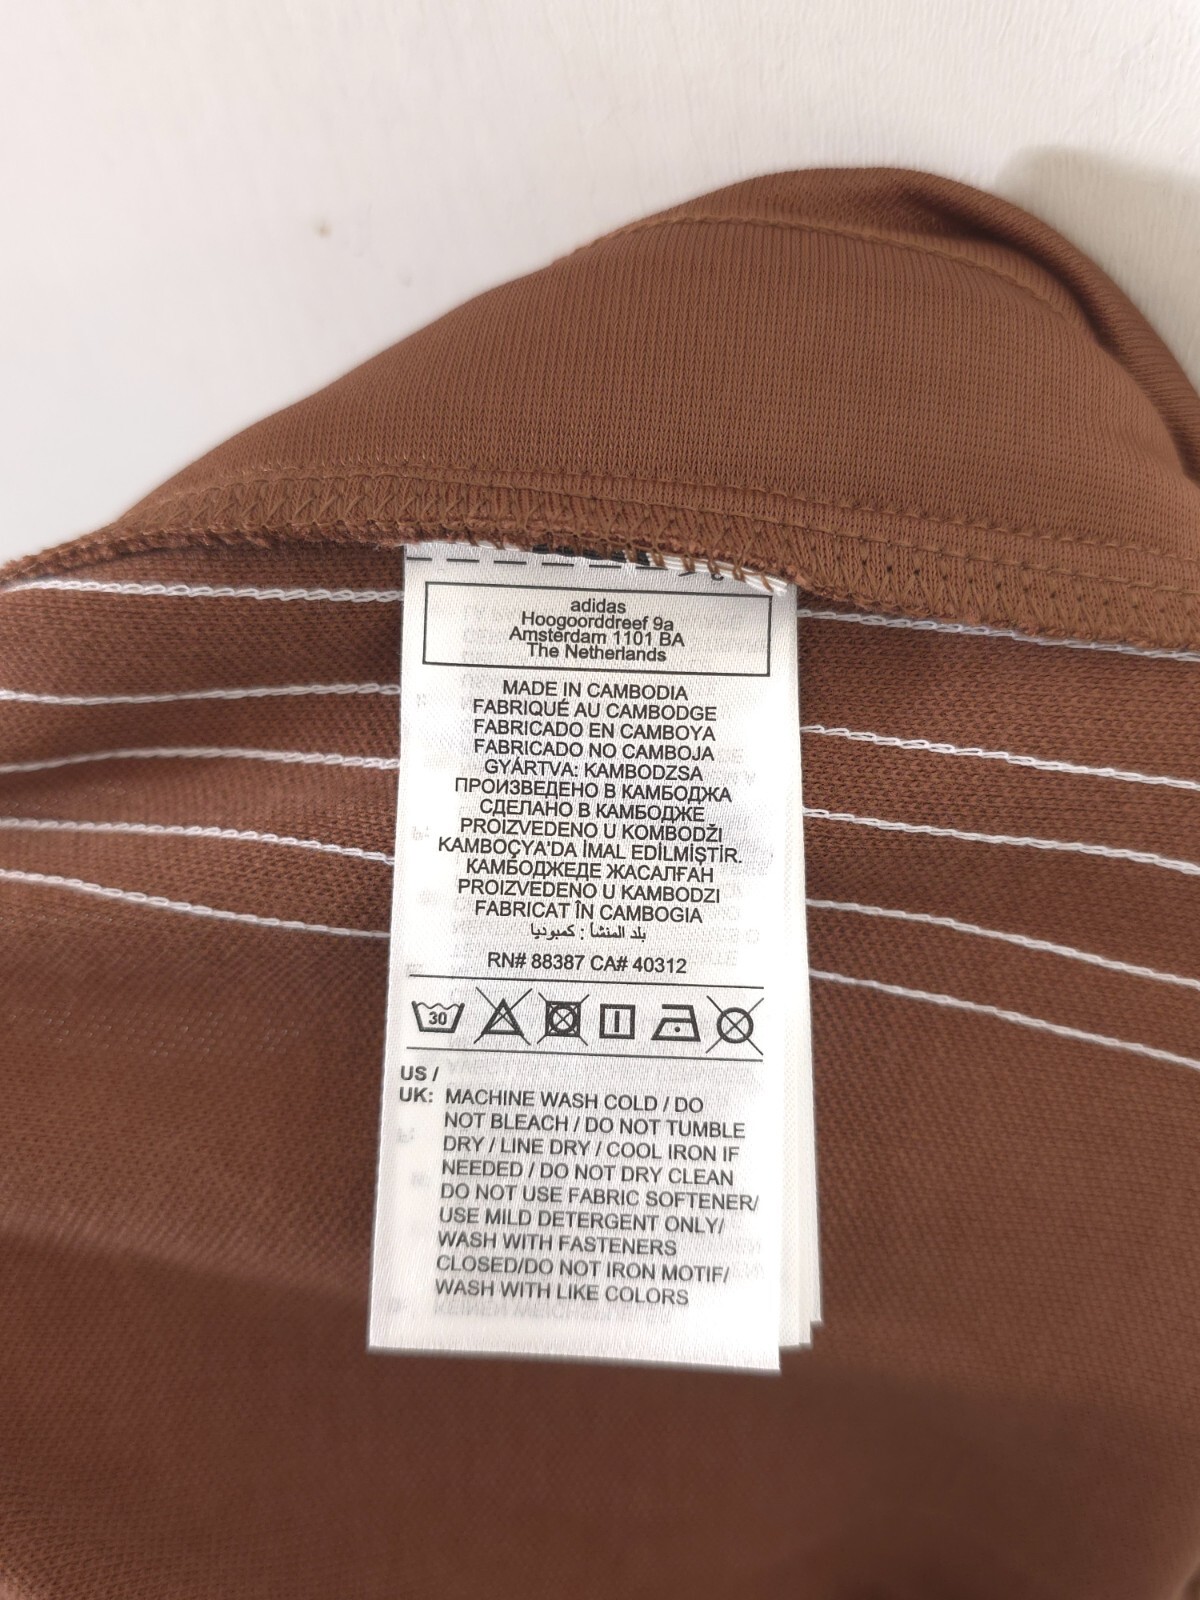 adidas
Hoogoorddreef 9a
Amsterdam 1101 BA
The Netherlands
MADE IN CAMBODIA
FABRIQUÉ AU CAMBODGE
FABRICADO EN CAMBOYA
FABRICADO NO CAMBOJA
GYÁRTVA: KAMBODZSA
ПРОИЗВЕДЕНО В КАМБОДЖА
СДЕЛАНО В КАМБОДЖЕ
PROIZVEDENO U KOMBODŽI
KAMBOÇYA'DA İMAL EDİLMİŞTİR.
КАМБОДЖЕДЕ ЖАСАЛҒАН
PROIZVEDENO U KAMBODZI
FABRICAT ÎN CAMBOGIA
بلد المنشأ : كمبوديا
RN# 88387 CA# 40312
30
US /
UK: MACHINE WASH COLD / DO
NOT BLEACH / DO NOT TUMBLE
DRY / LINE DRY / COOL IRON IF
NEEDED / DO NOT DRY CLEAN
DO NOT USE FABRIC SOFTENER/
USE MILD DETERGENT ONLY/
WASH WITH FASTENERS
CLOSED/DO NOT IRON MOTIF/
WASH WITH LIKE COLORS